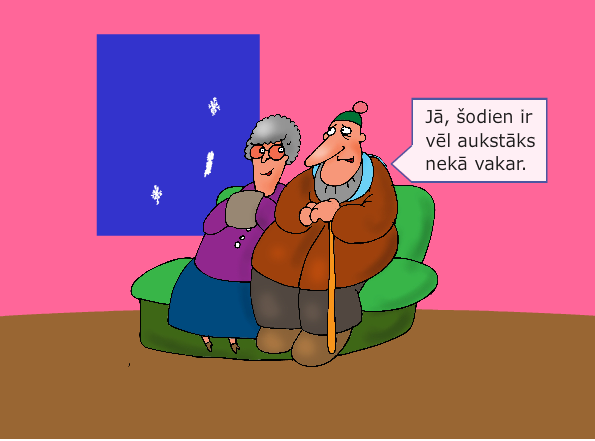 Jā, šodien ir
vēl aukstāks
nekā vakar.